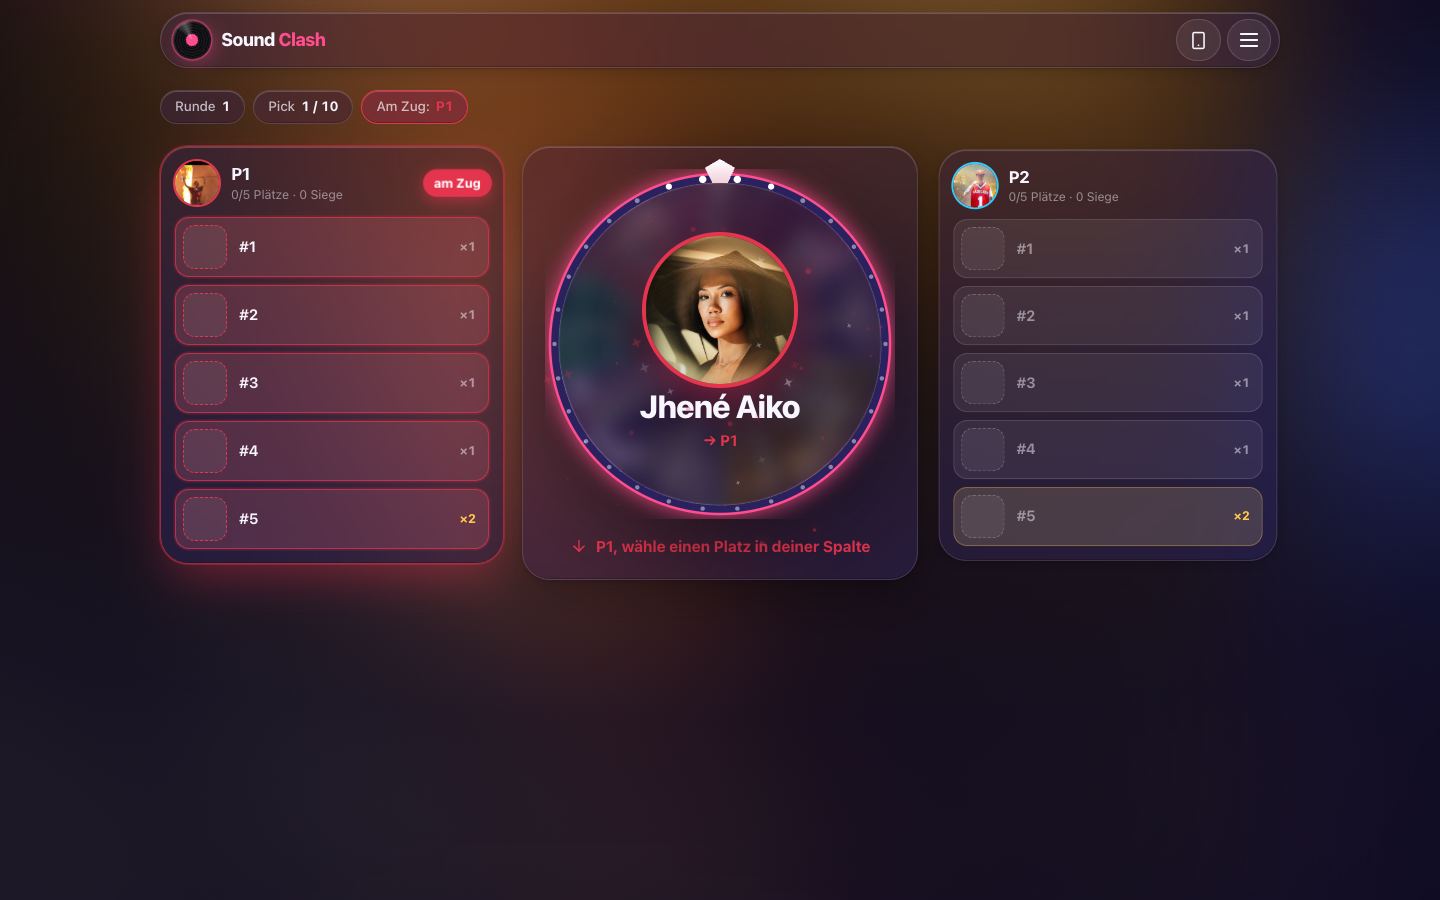 Sound Clash
Runde 1
Pick 1 / 10
Am Zug: P1
P1
0/5 Plätze · 0 Siege
am Zug
#1 ×1
#2 ×1
#3 ×1
#4 ×1
#5 ×2
Jhené Aiko
→ P1
↓ P1, wähle einen Platz in deiner Spalte
P2
0/5 Plätze · 0 Siege
#1 ×1
#2 ×1
#3 ×1
#4 ×1
#5 ×2